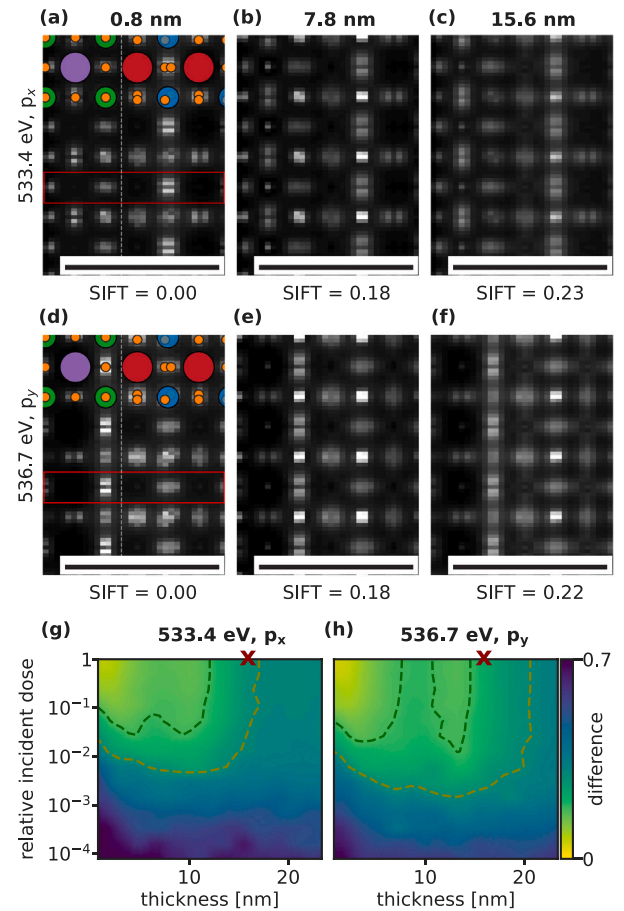 (a) 0.8 nm (b) 7.8 nm (c) 15.6 nm
533.4 eV, pₓ
SIFT = 0.00 SIFT = 0.18 SIFT = 0.23
(d) (e) (f)
536.7 eV, p_y
SIFT = 0.00 SIFT = 0.18 SIFT = 0.22
(g) 533.4 eV, pₓ (h) 536.7 eV, p_y
X X
relative incident dose
1
10⁻¹
10⁻²
10⁻³
10⁻⁴
10 20 10 20
thickness [nm] thickness [nm]
0.7
difference
0